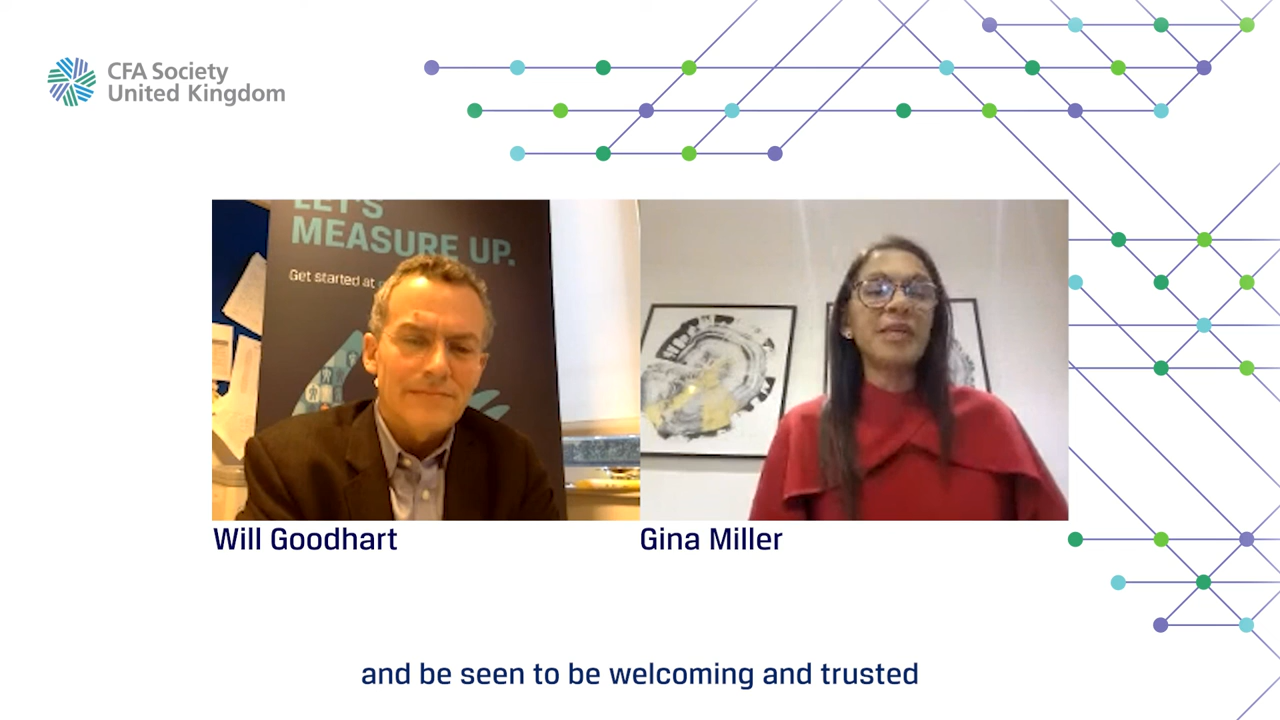 CFA Society
United Kingdom
LET'S
MEASURE UP.
Get started at
Will Goodhart
Gina Miller
and be seen to be welcoming and trusted